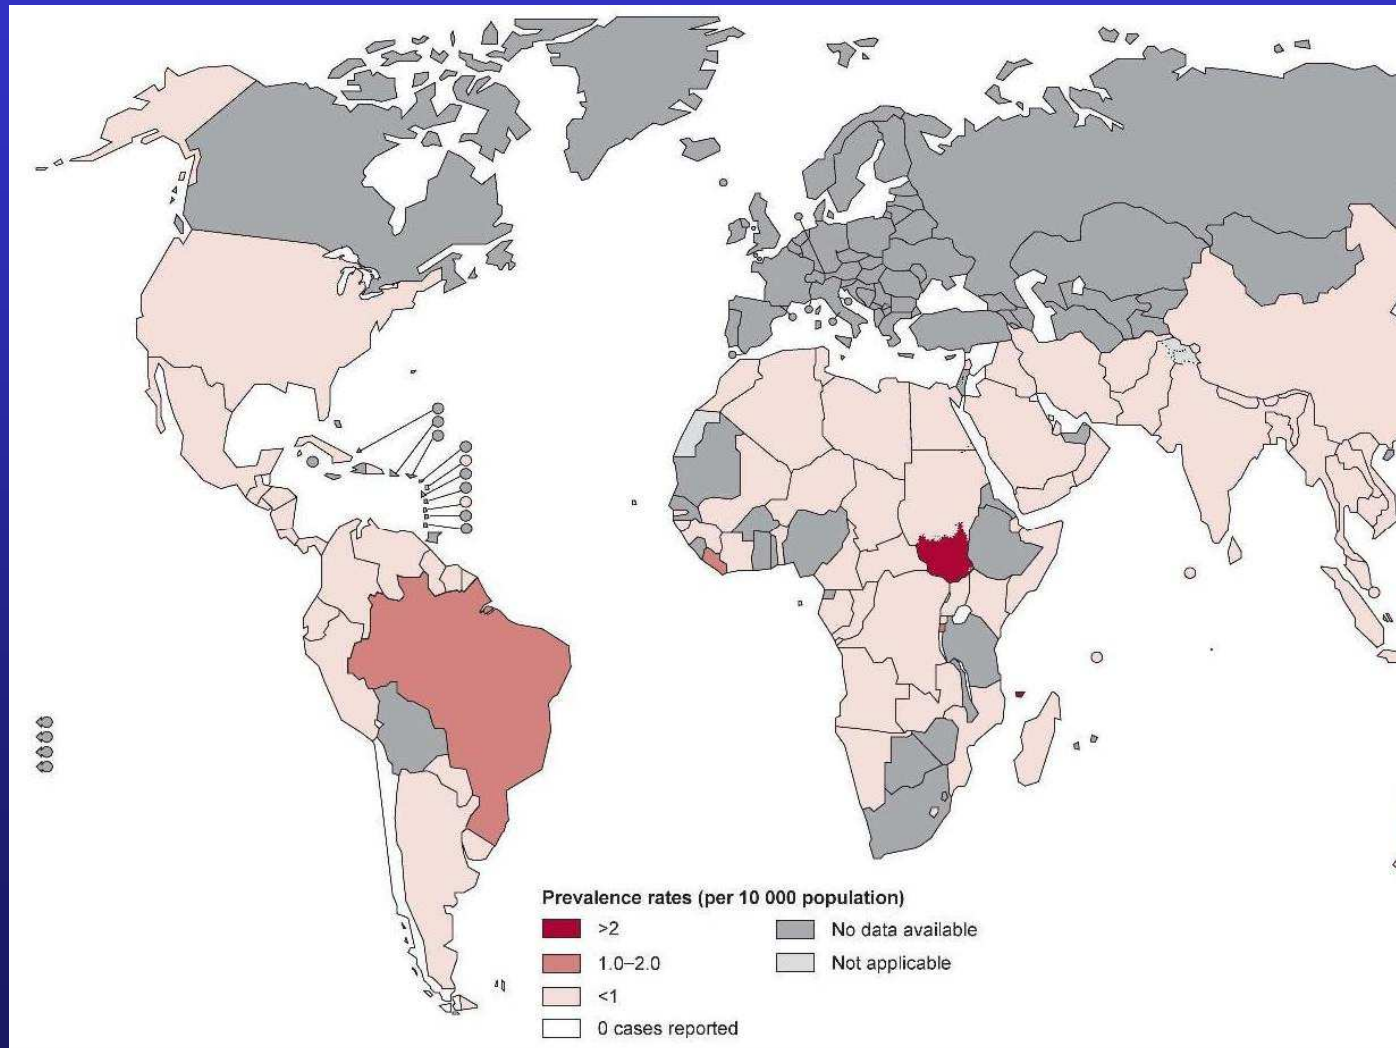 Prevalence rates (per 10 000 population)
>2
1.0–2.0
<1
0 cases reported
No data available
Not applicable